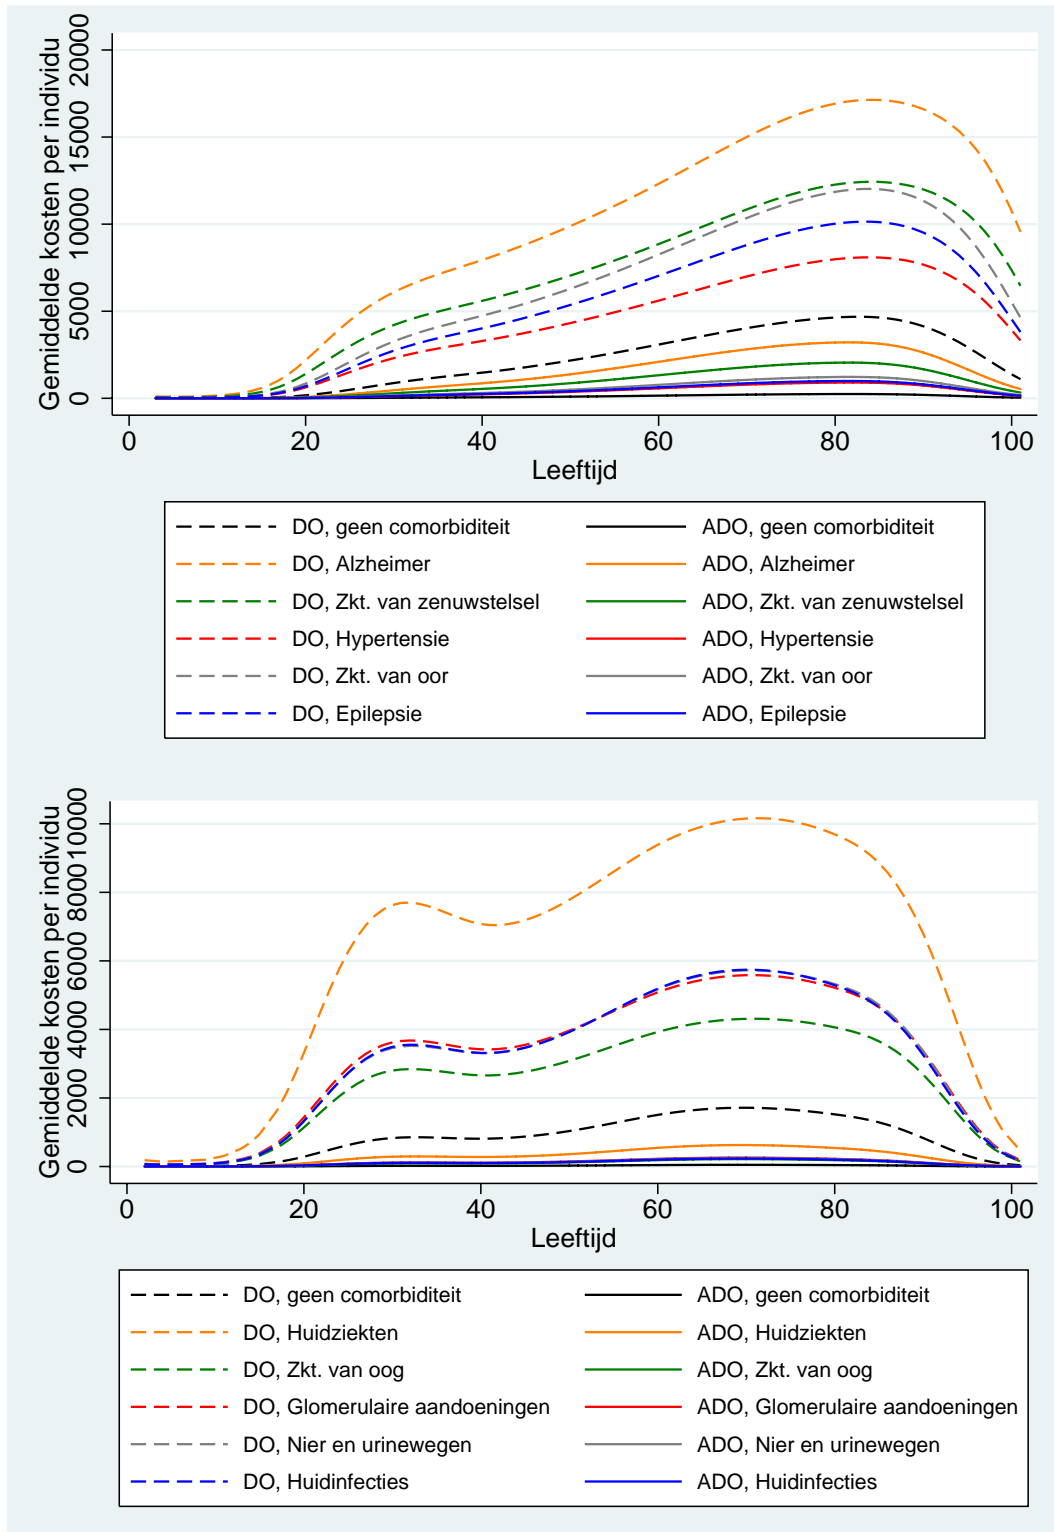 Gemiddelde kosten per individu
20000
15000
10000
5000
0
0 20 40 60 80 100
Leeftijd
DO, geen comorbiditeit ADO, geen comorbiditeit
DO, Alzheimer ADO, Alzheimer
DO, Zkt. van zenuwstelsel ADO, Zkt. van zenuwstelsel
DO, Hypertensie ADO, Hypertensie
DO, Zkt. van oor ADO, Zkt. van oor
DO, Epilepsie ADO, Epilepsie
Gemiddelde kosten per individu
10000
8000
6000
4000
2000
0
0 20 40 60 80 100
Leeftijd
DO, geen comorbiditeit ADO, geen comorbiditeit
DO, Huidziekten ADO, Huidziekten
DO, Zkt. van oog ADO, Zkt. van oog
DO, Glomerulaire aandoeningen ADO, Glomerulaire aandoeningen
DO, Nier en urinewegen ADO, Nier en urinewegen
DO, Huidinfecties ADO, Huidinfecties